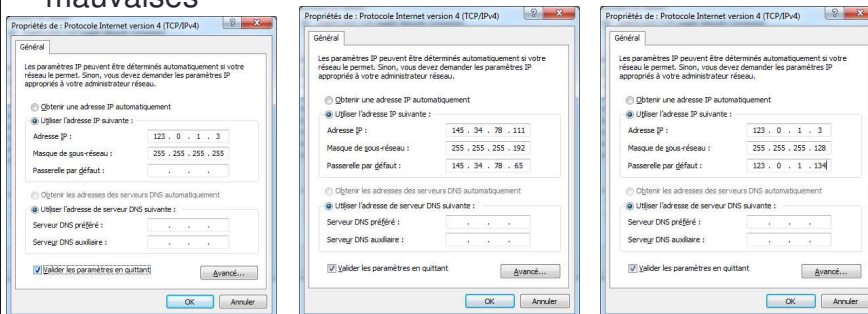 mauvaises
Propriétés de : Protocole Internet version 4 (TCP/IPv4)
Général
Les paramètres IP peuvent être déterminés automatiquement si votre
réseau le permet. Sinon, vous devez demander les paramètres IP
appropriés à votre administrateur réseau.
Obtenir une adresse IP automatiquement
Utiliser l'adresse IP suivante :
Adresse IP : 123 . 0 . 1 . 3
Masque de sous-réseau : 255 . 255 . 255 . 255
Passerelle par défaut : . . .
Obtenir les adresses des serveurs DNS automatiquement
Utiliser l'adresse de serveur DNS suivante :
Serveur DNS préféré : . . .
Serveur DNS auxiliaire : . . .
Valider les paramètres en quittant
Avancé...
OK Annuler
Propriétés de : Protocole Internet version 4 (TCP/IPv4)
Général
Les paramètres IP peuvent être déterminés automatiquement si votre
réseau le permet. Sinon, vous devez demander les paramètres IP
appropriés à votre administrateur réseau.
Obtenir une adresse IP automatiquement
Utiliser l'adresse IP suivante :
Adresse IP : 145 . 34 . 78 . 111
Masque de sous-réseau : 255 . 255 . 255 . 192
Passerelle par défaut : 145 . 34 . 78 . 65
Obtenir les adresses des serveurs DNS automatiquement
Utiliser l'adresse de serveur DNS suivante :
Serveur DNS préféré : . . .
Serveur DNS auxiliaire : . . .
Valider les paramètres en quittant
Avancé...
OK Annuler
Propriétés de : Protocole Internet version 4 (TCP/IPv4)
Général
Les paramètres IP peuvent être déterminés automatiquement si votre
réseau le permet. Sinon, vous devez demander les paramètres IP
appropriés à votre administrateur réseau.
Obtenir une adresse IP automatiquement
Utiliser l'adresse IP suivante :
Adresse IP : 123 . 0 . 1 . 3
Masque de sous-réseau : 255 . 255 . 255 . 128
Passerelle par défaut : 123 . 0 . 1 . 134
Obtenir les adresses des serveurs DNS automatiquement
Utiliser l'adresse de serveur DNS suivante :
Serveur DNS préféré : . . .
Serveur DNS auxiliaire : . . .
Valider les paramètres en quittant
Avancé...
OK Annuler